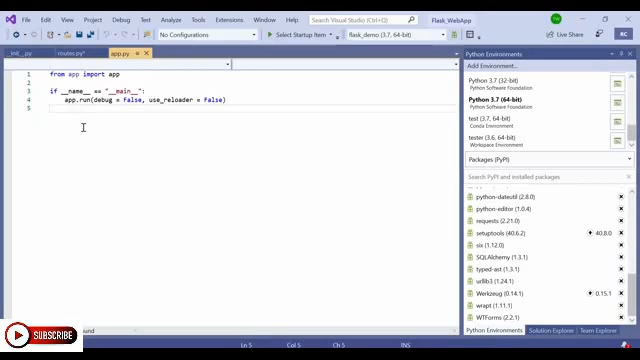 File Edit View Project Debug Test Analyze Tools Extensions Window Help Search Visual Studio (Ctrl+Q) Flask_WebApp TW
No Configurations Select Startup Item flask_demo (3.7, 64-bit) RC
__init__.py routes.py* app.py
1 from app import app
2
3 if __name__ == "__main__":
4 app.run(debug = False, use_reloader = False)
5
Python Environments
Add Environment...
Python 3.7 (32-bit)
Python Software Foundation
Python 3.7 (64-bit)
Python Software Foundation
test (3.7, 64-bit)
Conda Environment
tester (3.6, 64-bit)
Workspace Environment
Packages (PyPI)
Search PyPI and installed packages
python-dateutil (2.8.0)
python-editor (1.0.4)
requests (2.21.0)
setuptools (40.6.2) 40.8.0
six (1.12.0)
SQLAlchemy (1.3.1)
typed-ast (1.3.1)
urllib3 (1.24.1)
Werkzeug (0.14.1) 0.15.1
wrapt (1.11.1)
WTForms (2.2.1)
Python Environments Solution Explorer Team Explorer
SUBSCRIBE
ound
Ln 5 Col 5 Ch 5 INS